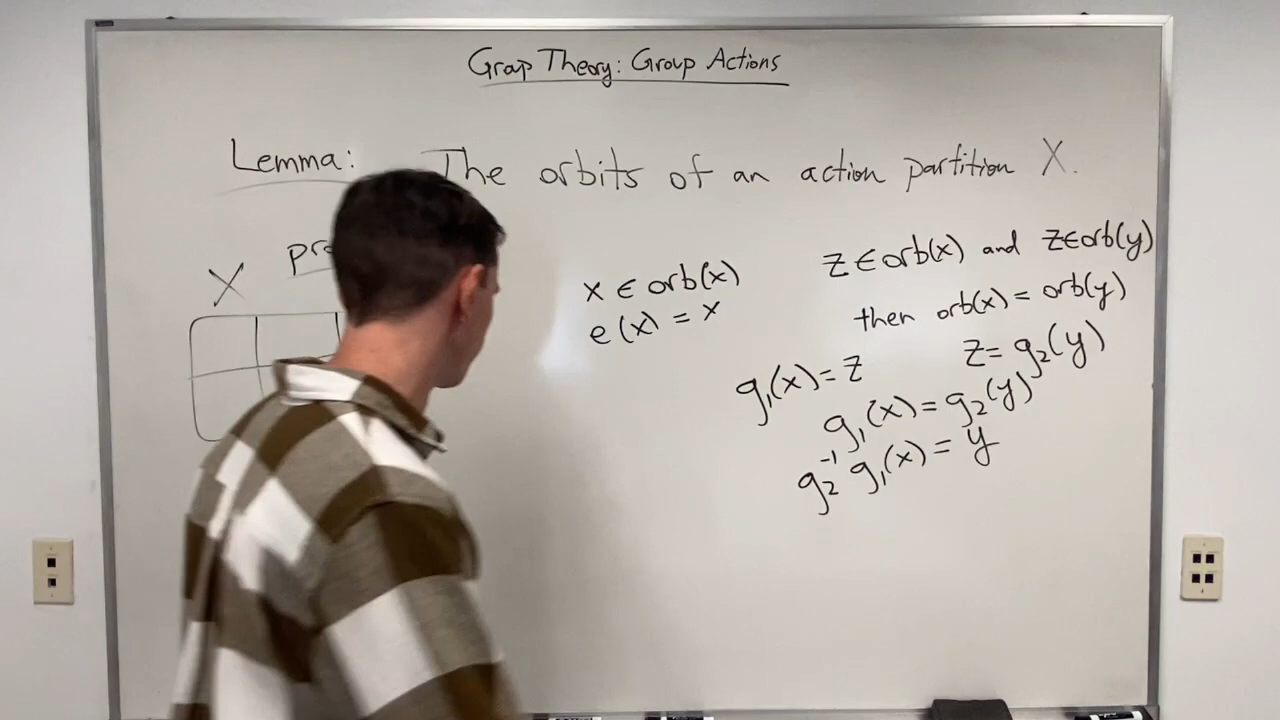 Grap Theory: Group Actions
Lemma: The orbits of an action partition X.
X
x ∈ orb(x)
e(x) = x
z ∈ orb(x) and z∈orb(y)
then orb(x) = orb(y)
g₁(x) = z z = g₂(y)
g₁(x) = g₂(y)
g₂⁻¹ g₁(x) = y